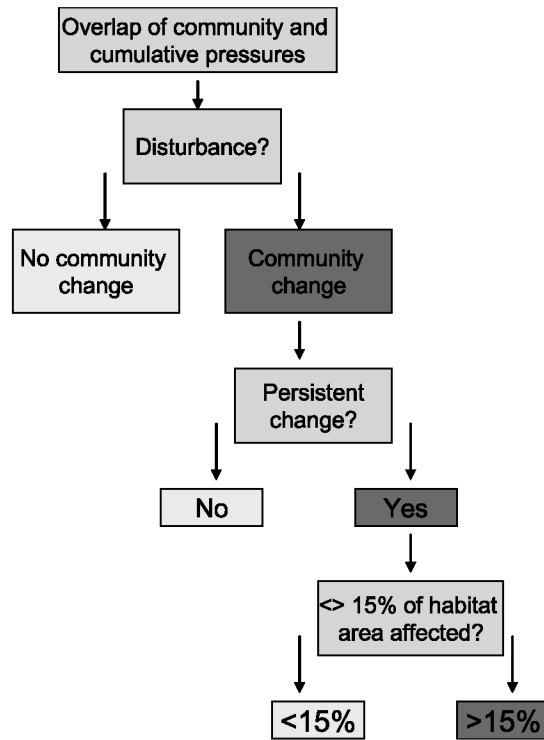 Overlap of community and
cumulative pressures
Disturbance?
No community
change
Community
change
Persistent
change?
No
Yes
<> 15% of habitat
area affected?
<15%
>15%